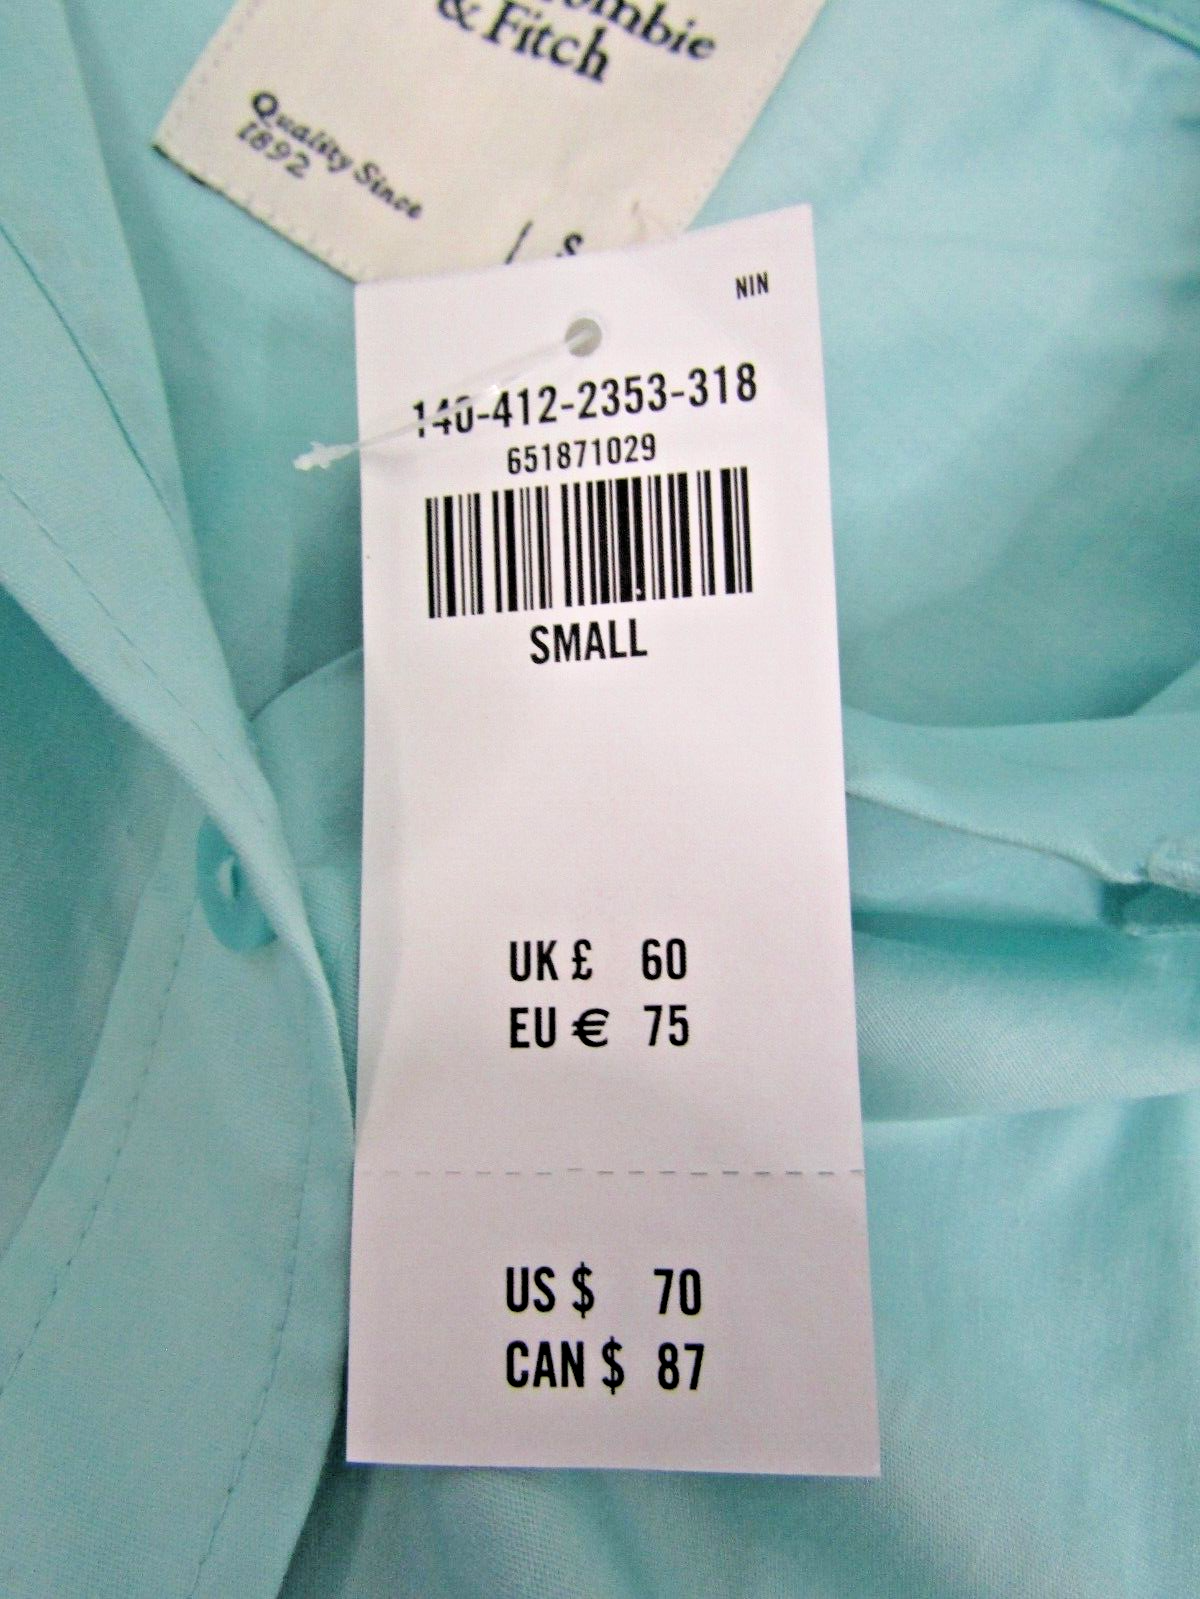 & Fitch
Quality Since
1892
S
NIN
140-412-2353-318
651871029
SMALL
UK £ 60
EU € 75
US $ 70
CAN $ 87